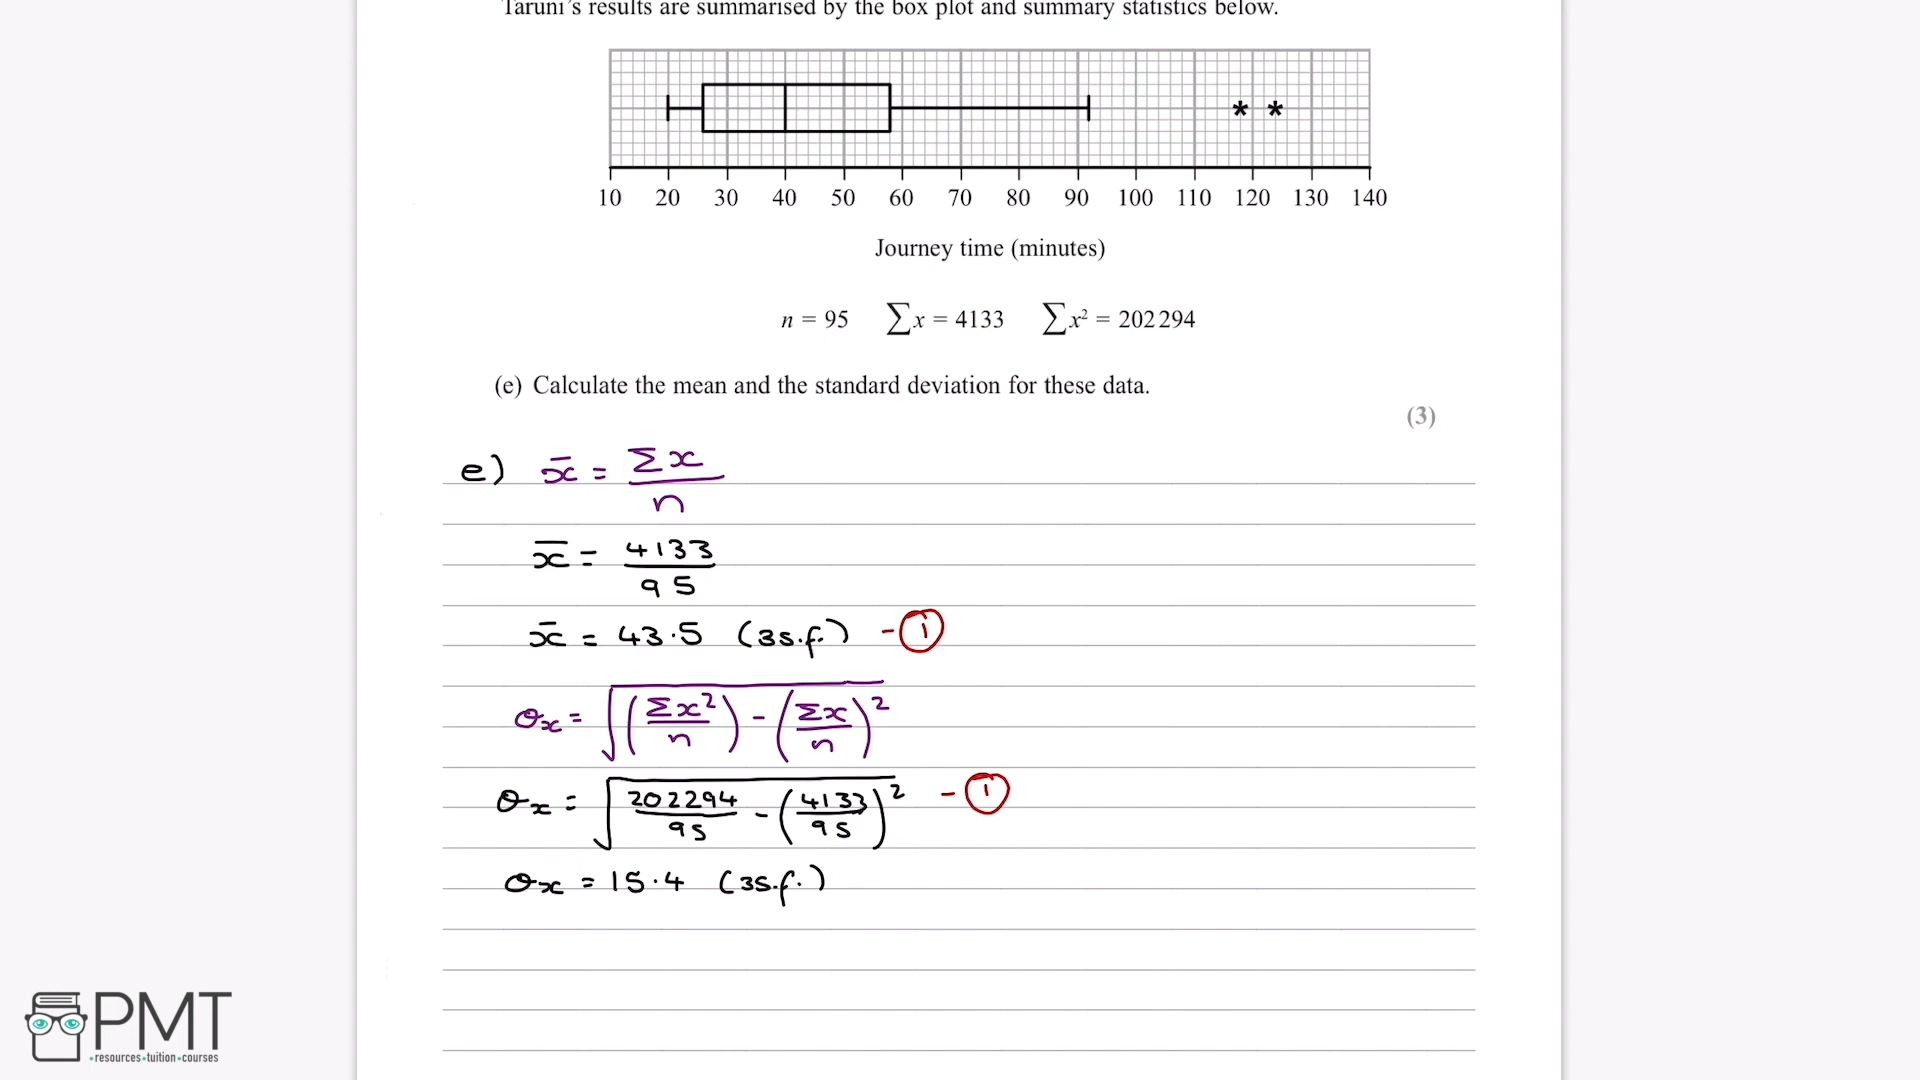 Taruni's results are summarised by the box plot and summary statistics below.
* *
10 20 30 40 50 60 70 80 90 100 110 120 130 140
Journey time (minutes)
n = 95 ∑x = 4133 ∑x² = 202 294
(e) Calculate the mean and the standard deviation for these data.
(3)
e) x̄ = Σx / n
x̄ = 4133 / 95
x̄ = 43.5 (3s.f.) - ①
σx = √((Σx²/n) - (Σx/n)²)
σx = √(202294/95 - (4133/95)²) - ①
σx = 15.4 (3s.f.)
PMT
•resources•tuition•courses